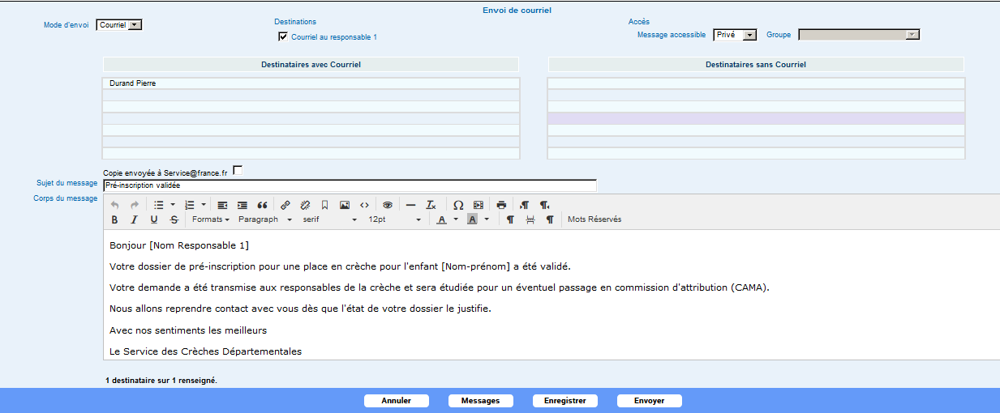 Envoi de courriel
Mode d'envoi Courriel Destinations Accès
Courriel au responsable 1 Message accessible Privé Groupe
Destinataires avec Courriel Destinataires sans Courriel
Durand Pierre
Copie envoyée à Service@france.fr
Sujet du message Pré-inscription validée
Corps du message
B I U S Formats Paragraph serif 12pt A A Mots Réservés
Bonjour [Nom Responsable 1]
Votre dossier de pré-inscription pour une place en crèche pour l'enfant [Nom-prénom] a été validé.
Votre demande a été transmise aux responsables de la crèche et sera étudiée pour un éventuel passage en commission d'attribution (CAMA).
Nous allons reprendre contact avec vous dès que l'état de votre dossier le justifie.
Avec nos sentiments les meilleurs
Le Service des Crèches Départementales
1 destinataire sur 1 renseigné.
Annuler Messages Enregistrer Envoyer